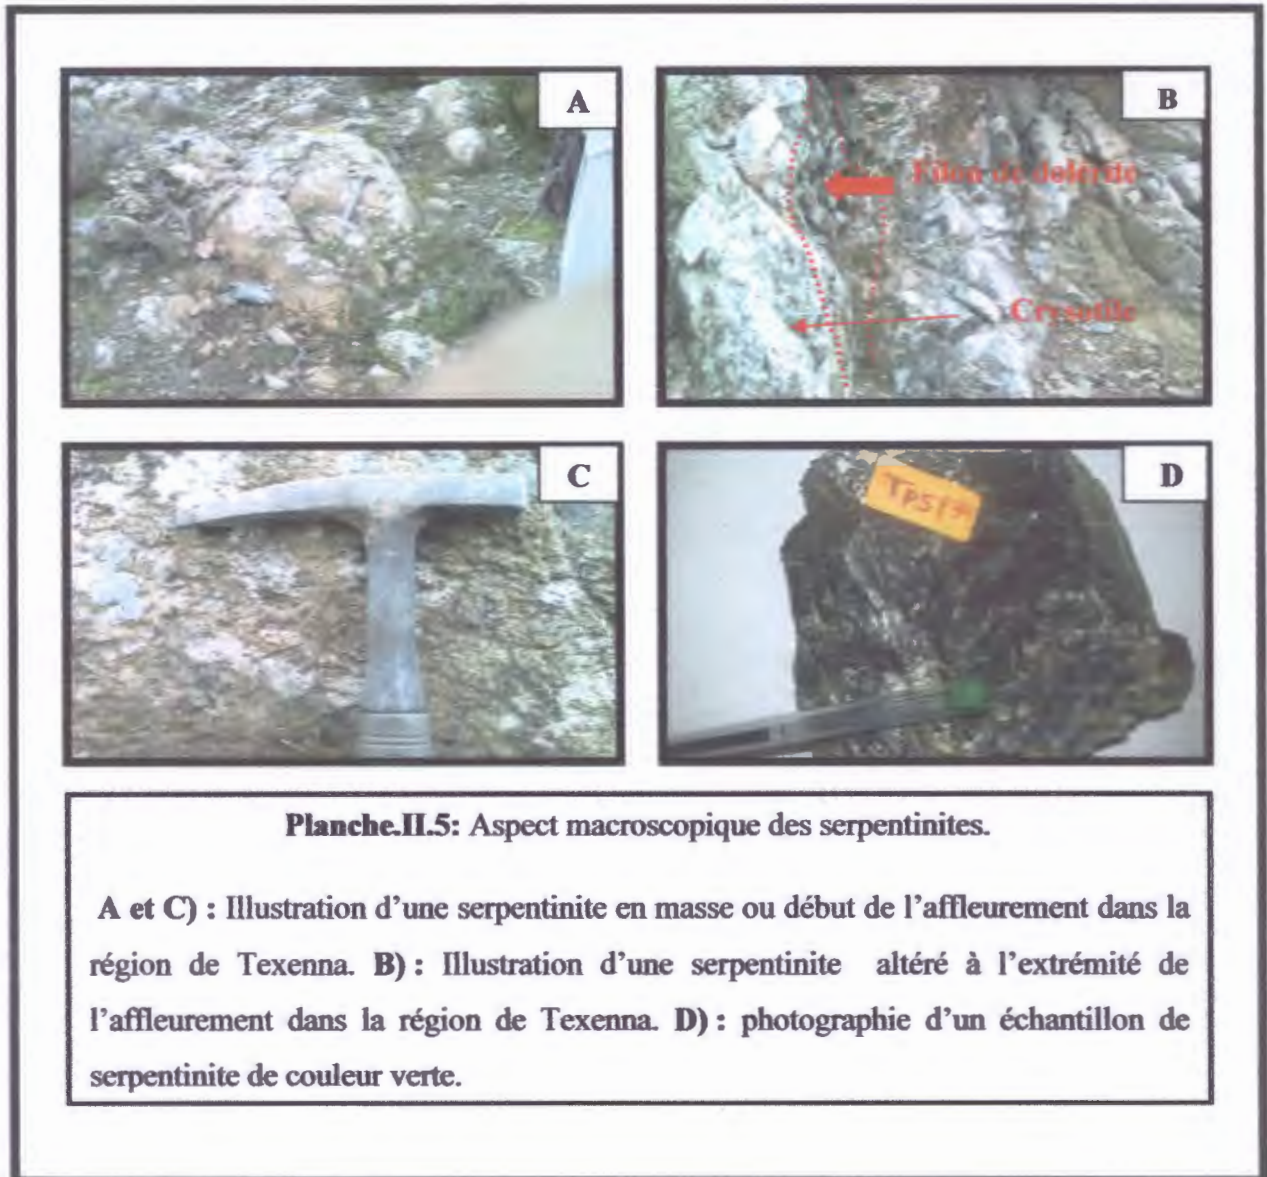 A
B
Filon de dolérite
Crysotile
C
D
Planche.II.5: Aspect macroscopique des serpentinites.
A et C) : Illustration d'une serpentinite en masse ou début de l'affleurement dans la
région de Texenna. B) : Illustration d'une serpentinite altéré à l'extrémité de
l'affleurement dans la région de Texenna. D) : photographie d'un échantillon de
serpentinite de couleur verte.